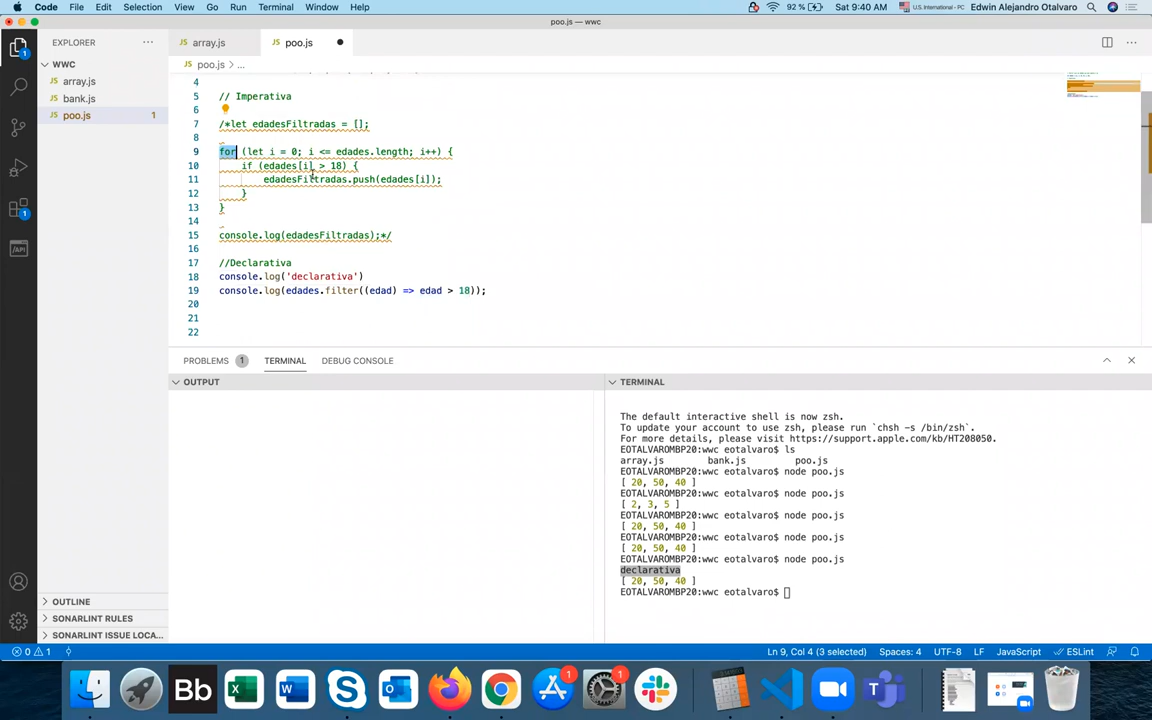 Code File Edit Selection View Go Run Terminal Window Help 92 % Sat 9:40 AM U.S. International - PC Edwin Alejandro Otalvaro
poo.js — wwc
EXPLORER
array.js
poo.js
poo.js > ...
WWC
array.js
bank.js
poo.js 1
4
5 // Imperativa
6
7 /*let edadesFiltradas = [];
8
9 for (let i = 0; i <= edades.length; i++) {
10 if (edades[i] > 18) {
11 edadesFiltradas.push(edades[i]);
12 }
13 }
14
15 console.log(edadesFiltradas);*/
16
17 //Declarativa
18 console.log('declarativa')
19 console.log(edades.filter((edad) => edad > 18));
20
21
22
PROBLEMS 1 TERMINAL DEBUG CONSOLE
OUTPUT
TERMINAL
The default interactive shell is now zsh.
To update your account to use zsh, please run `chsh -s /bin/zsh`.
For more details, please visit https://support.apple.com/kb/HT208050.
EOTALVAROMBP20:wwc eotalvaro$ ls
array.js bank.js poo.js
EOTALVAROMBP20:wwc eotalvaro$ node poo.js
[ 20, 50, 40 ]
EOTALVAROMBP20:wwc eotalvaro$ node poo.js
[ 2, 3, 5 ]
EOTALVAROMBP20:wwc eotalvaro$ node poo.js
[ 20, 50, 40 ]
EOTALVAROMBP20:wwc eotalvaro$ node poo.js
[ 20, 50, 40 ]
EOTALVAROMBP20:wwc eotalvaro$ node poo.js
declarativa
[ 20, 50, 40 ]
EOTALVAROMBP20:wwc eotalvaro$
OUTLINE
SONARLINT RULES
SONARLINT ISSUE LOCA...
0 1 Ln 9, Col 4 (3 selected) Spaces: 4 UTF-8 LF JavaScript ESLint
Bb
1
1